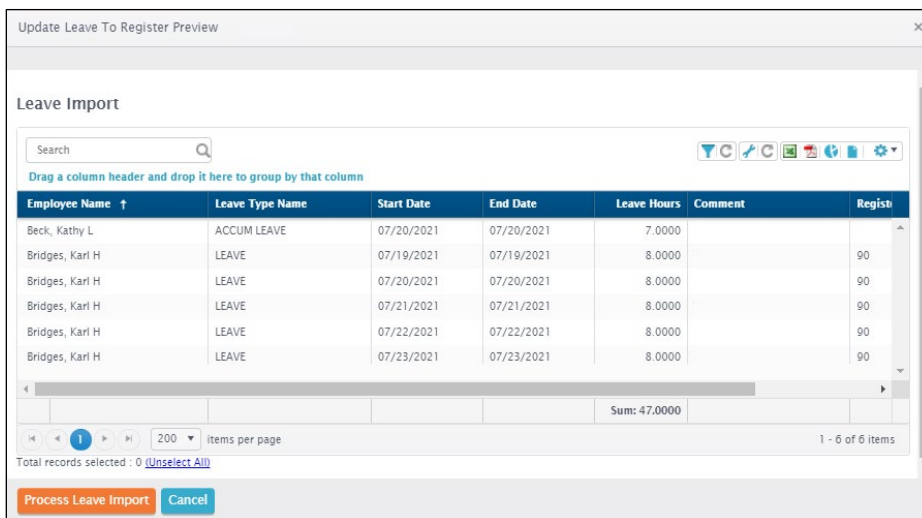 Update Leave To Register Preview
Leave Import
Search
Drag a column header and drop it here to group by that column
Employee Name ↑ Leave Type Name Start Date End Date Leave Hours Comment Registe
Beck, Kathy L ACCUM LEAVE 07/20/2021 07/20/2021 7.0000
Bridges, Karl H LEAVE 07/19/2021 07/19/2021 8.0000 90
Bridges, Karl H LEAVE 07/20/2021 07/20/2021 8.0000 90
Bridges, Karl H LEAVE 07/21/2021 07/21/2021 8.0000 90
Bridges, Karl H LEAVE 07/22/2021 07/22/2021 8.0000 90
Bridges, Karl H LEAVE 07/23/2021 07/23/2021 8.0000 90
Sum: 47.0000
1 200 items per page 1 - 6 of 6 items
Total records selected : 0 (Unselect All)
Process Leave Import Cancel